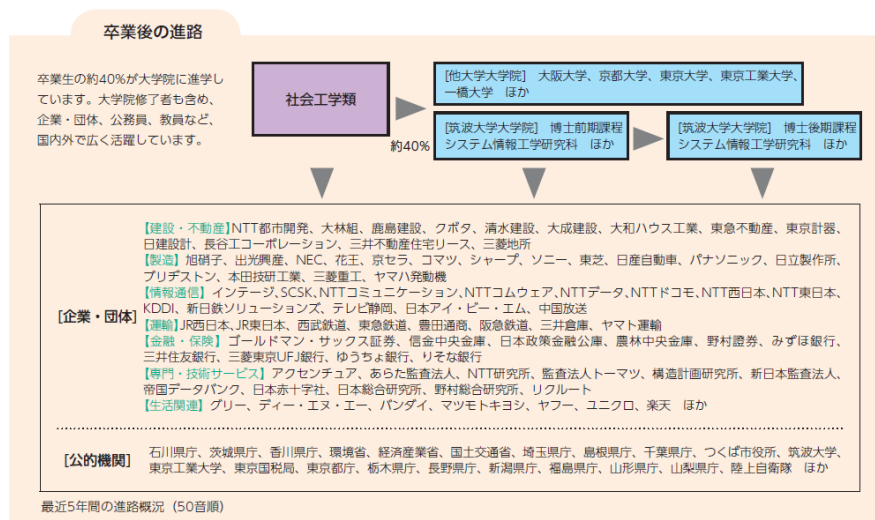 卒業後の進路
卒業生の約40%が大学院に進学し
ています。大学院修了者も含め、
企業・団体、公務員、教員など、
国内外で広く活躍しています。
社会工学類
[他大学大学院] 大阪大学、京都大学、東京大学、東京工業大学、
一橋大学 ほか
約40%
[筑波大学大学院] 博士前期課程
システム情報工学研究科 ほか
[筑波大学大学院] 博士後期課程
システム情報工学研究科 ほか
[企業・団体]
【建設・不動産】NTT都市開発、大林組、鹿島建設、クボタ、清水建設、大成建設、大和ハウス工業、東急不動産、東京計器、
日建設計、長谷工コーポレーション、三井不動産住宅リース、三菱地所
【製造】旭硝子、出光興産、NEC、花王、京セラ、コマツ、シャープ、ソニー、東芝、日産自動車、パナソニック、日立製作所、
ブリヂストン、本田技研工業、三菱重工、ヤマハ発動機
【情報通信】インテージ、SCSK、NTTコミュニケーション、NTTコムウェア、NTTデータ、NTTドコモ、NTT西日本、NTT東日本、
KDDI、新日鉄ソリューションズ、テレビ静岡、日本アイ・ビー・エム、中国放送
【運輸】JR西日本、JR東日本、西武鉄道、東急鉄道、豊田通商、阪急鉄道、三井倉庫、ヤマト運輸
【金融・保険】ゴールドマン・サックス証券、信金中央金庫、日本政策金融公庫、農林中央金庫、野村證券、みずほ銀行、
三井住友銀行、三菱東京UFJ銀行、ゆうちょ銀行、りそな銀行
【専門・技術サービス】アクセンチュア、あらた監査法人、NTT研究所、監査法人トーマツ、構造計画研究所、新日本監査法人、
帝国データバンク、日本赤十字社、日本総合研究所、野村総合研究所、リクルート
【生活関連】グリー、ディー・エヌ・エー、バンダイ、マツモトキヨシ、ヤフー、ユニクロ、楽天 ほか
[公的機関]
石川県庁、茨城県庁、香川県庁、環境省、経済産業省、国土交通省、埼玉県庁、島根県庁、千葉県庁、つくば市役所、筑波大学、
東京工業大学、東京国税局、東京都庁、栃木県庁、長野県庁、新潟県庁、福島県庁、山形県庁、山梨県庁、陸上自衛隊 ほか
最近5年間の進路概況（50音順）